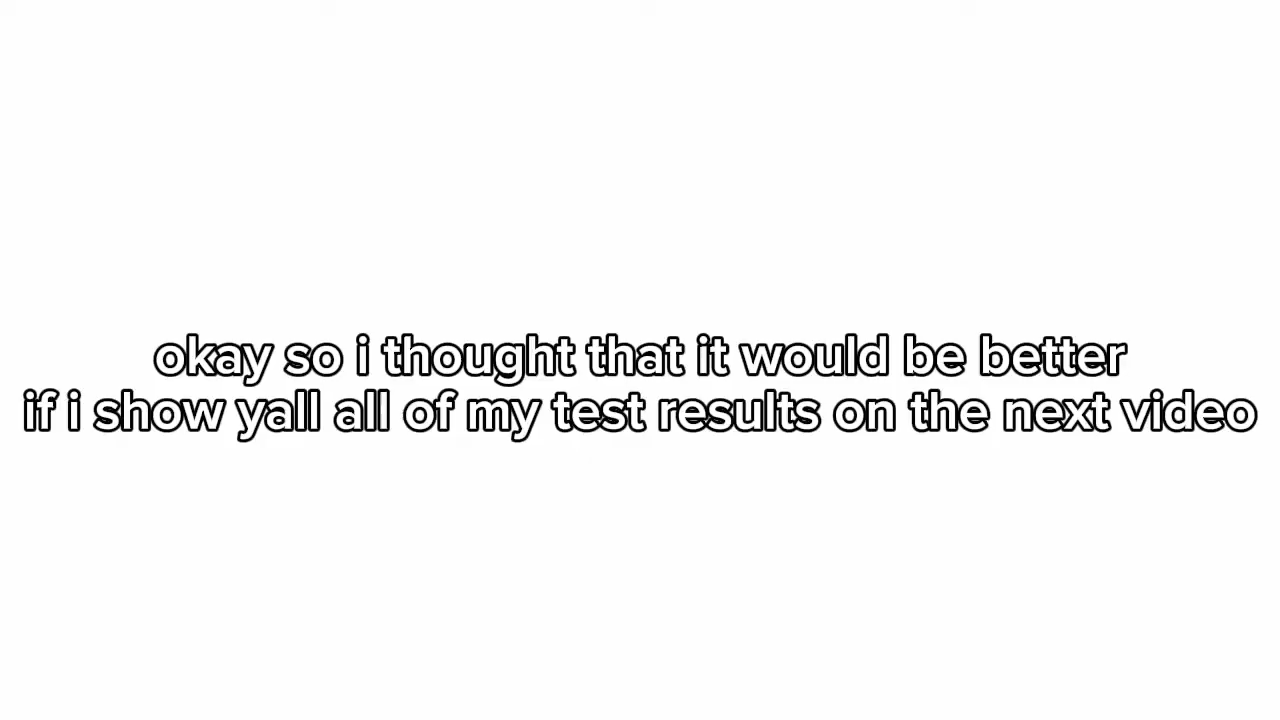 okay so i thought that it would be better
if i show yall all of my test results on the next video